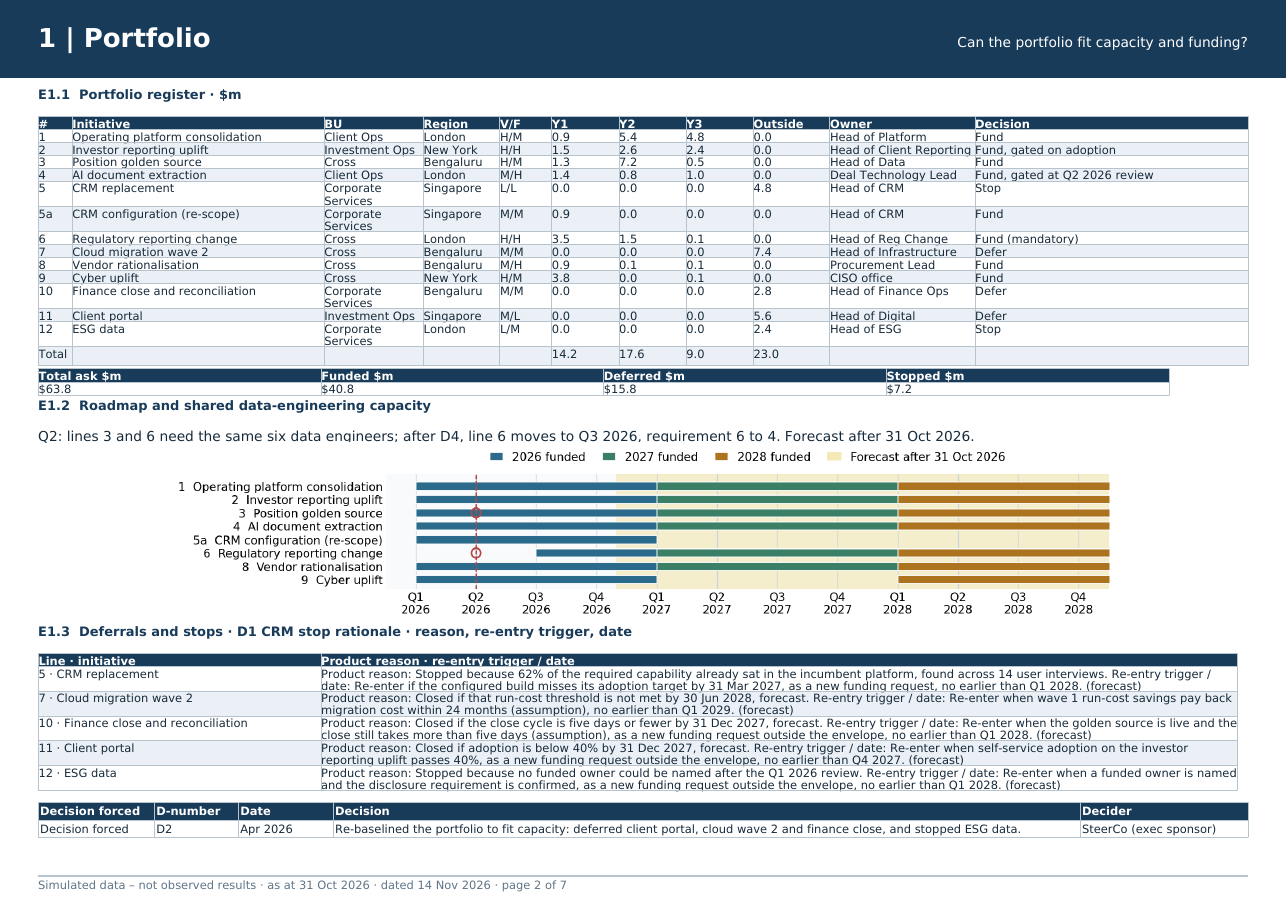 1 | Portfolio
Can the portfolio fit capacity and funding?
E1.1 Portfolio register · $m
# Initiative BU Region V/F Y1 Y2 Y3 Outside Owner Decision
1 Operating platform consolidation Client Ops London H/M 0.9 5.4 4.8 0.0 Head of Platform Fund
2 Investor reporting uplift Investment Ops New York H/H 1.5 2.6 2.4 0.0 Head of Client Reporting Fund, gated on adoption
3 Position golden source Cross Bengaluru H/M 1.3 7.2 0.5 0.0 Head of Data Fund
4 AI document extraction Client Ops London M/H 1.4 0.8 1.0 0.0 Deal Technology Lead Fund, gated at Q2 2026 review
5 CRM replacement Corporate Services Singapore L/L 0.0 0.0 0.0 4.8 Head of CRM Stop
5a CRM configuration (re-scope) Corporate Services Singapore M/M 0.9 0.0 0.0 0.0 Head of CRM Fund
6 Regulatory reporting change Cross London H/H 3.5 1.5 0.1 0.0 Head of Reg Change Fund (mandatory)
7 Cloud migration wave 2 Cross Bengaluru M/M 0.0 0.0 0.0 7.4 Head of Infrastructure Defer
8 Vendor rationalisation Cross Bengaluru M/H 0.9 0.1 0.1 0.0 Procurement Lead Fund
9 Cyber uplift Cross New York H/M 3.8 0.0 0.1 0.0 CISO office Fund
10 Finance close and reconciliation Corporate Services Bengaluru M/M 0.0 0.0 0.0 2.8 Head of Finance Ops Defer
11 Client portal Investment Ops Singapore M/L 0.0 0.0 0.0 5.6 Head of Digital Defer
12 ESG data Corporate Services London L/M 0.0 0.0 0.0 2.4 Head of ESG Stop
Total 14.2 17.6 9.0 23.0
Total ask $m Funded $m Deferred $m Stopped $m
$63.8 $40.8 $15.8 $7.2
E1.2 Roadmap and shared data-engineering capacity
Q2: lines 3 and 6 need the same six data engineers; after D4, line 6 moves to Q3 2026, requirement 6 to 4. Forecast after 31 Oct 2026.
2026 funded 2027 funded 2028 funded Forecast after 31 Oct 2026
1 Operating platform consolidation
2 Investor reporting uplift
3 Position golden source
4 AI document extraction
5a CRM configuration (re-scope)
6 Regulatory reporting change
8 Vendor rationalisation
9 Cyber uplift
Q1 Q2 Q3 Q4 Q1 Q2 Q3 Q4 Q1 Q2 Q3 Q4
2026 2026 2026 2026 2027 2027 2027 2027 2028 2028 2028 2028
E1.3 Deferrals and stops · D1 CRM stop rationale · reason, re-entry trigger, date
Line · initiative Product reason · re-entry trigger / date
5 · CRM replacement Product reason: Stopped because 62% of the required capability already sat in the incumbent platform, found across 14 user interviews. Re-entry trigger /
date: Re-enter if the configured build misses its adoption target by 31 Mar 2027, as a new funding request, no earlier than Q1 2028. (forecast)
7 · Cloud migration wave 2 Product reason: Closed if that run-cost threshold is not met by 30 Jun 2028, forecast. Re-entry trigger / date: Re-enter when wave 1 run-cost savings pay back
migration cost within 24 months (assumption), no earlier than Q1 2029. (forecast)
10 · Finance close and reconciliation Product reason: Closed if the close cycle is five days or fewer by 31 Dec 2027, forecast. Re-entry trigger / date: Re-enter when the golden source is live and the
close still takes more than five days (assumption), as a new funding request outside the envelope, no earlier than Q1 2028. (forecast)
11 · Client portal Product reason: Closed if adoption is below 40% by 31 Dec 2027, forecast. Re-entry trigger / date: Re-enter when self-service adoption on the investor
reporting uplift passes 40%, as a new funding request outside the envelope, no earlier than Q4 2027. (forecast)
12 · ESG data Product reason: Stopped because no funded owner could be named after the Q1 2026 review. Re-entry trigger / date: Re-enter when a funded owner is named
and the disclosure requirement is confirmed, as a new funding request outside the envelope, no earlier than Q1 2028. (forecast)
Decision forced D-number Date Decision Decider
Decision forced D2 Apr 2026 Re-baselined the portfolio to fit capacity: deferred client portal, cloud wave 2 and finance close, and stopped ESG data. SteerCo (exec sponsor)
Simulated data – not observed results · as at 31 Oct 2026 · dated 14 Nov 2026 · page 2 of 7